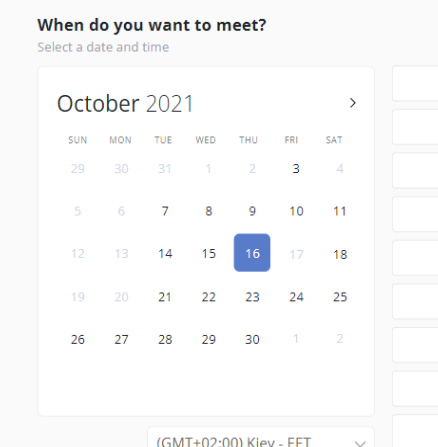 When do you want to meet?
Select a date and time
October 2021
SUN MON TUE WED THU FRI SAT
29 30 31 1 2 3 4
5 6 7 8 9 10 11
12 13 14 15 16 17 18
19 20 21 22 23 24 25
26 27 28 29 30 1 2
(GMT+02:00) Kiev - EET